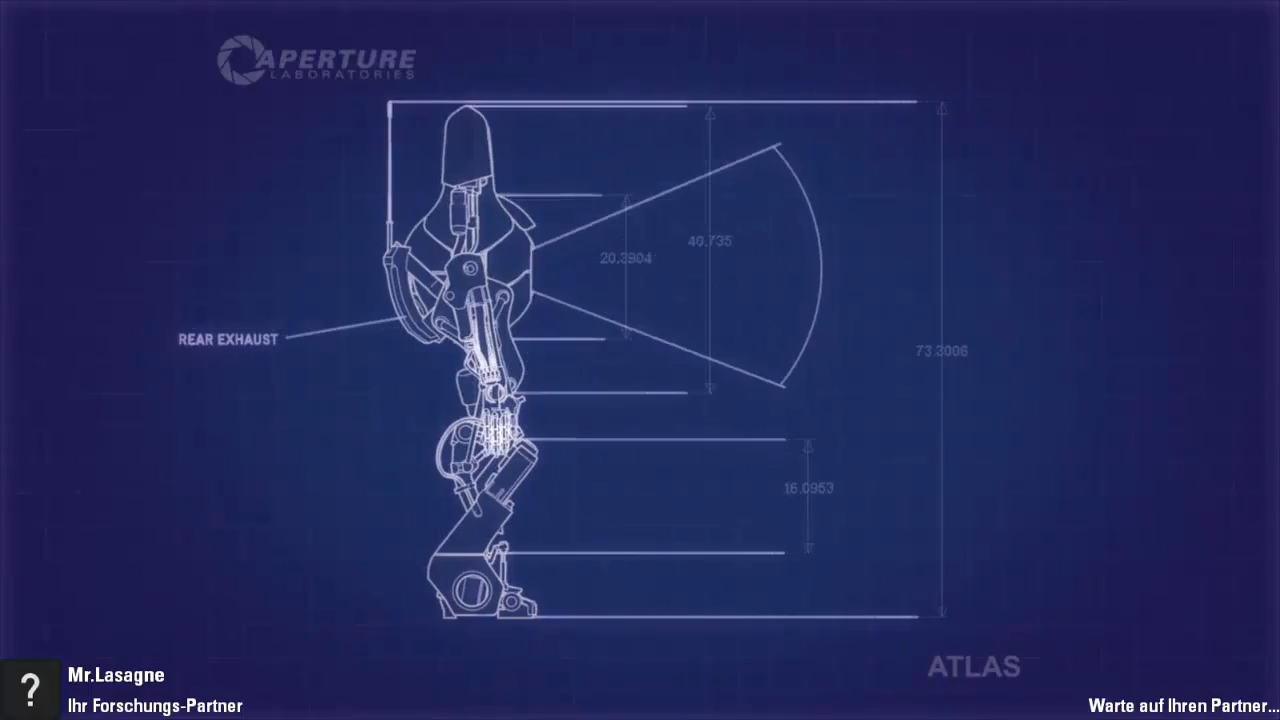 APERTURE
LABORATORIES
40.735
20.3904
REAR EXHAUST
73.3006
16.0953
ATLAS
?
Mr.Lasagne
Ihr Forschungs-Partner
Warte auf Ihren Partner...